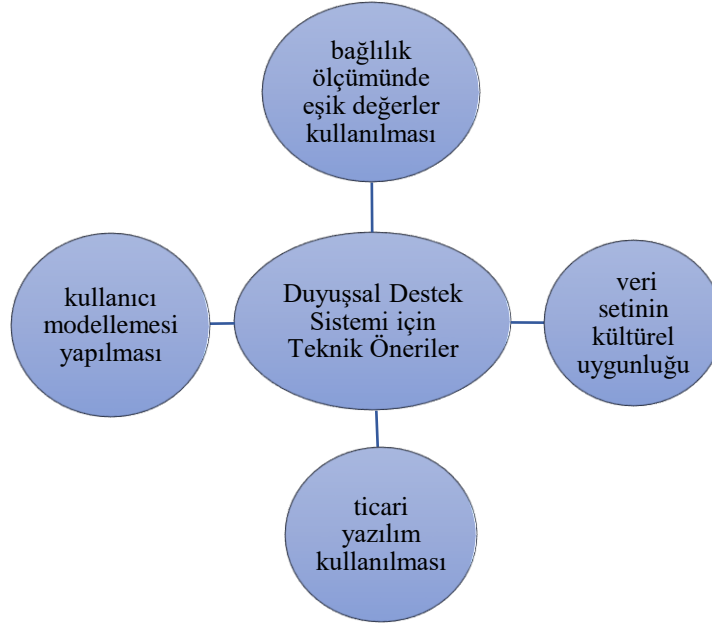 bağlılık
ölçümünde
eşik değerler
kullanılması
kullanıcı
modellemesi
yapılması
Duyuşsal Destek
Sistemi için
Teknik Öneriler
veri
setinin
kültürel
uygunluğu
ticari
yazılım
kullanılması